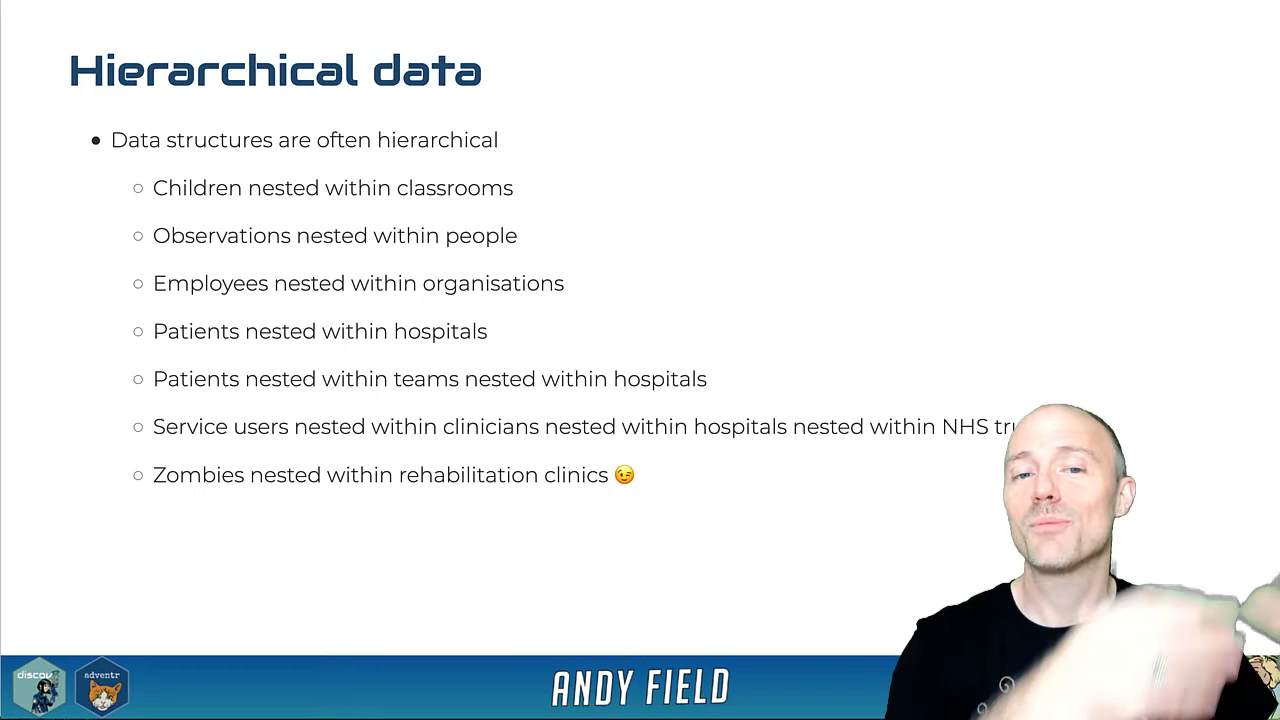 Hierarchical data
Data structures are often hierarchical
Children nested within classrooms
Observations nested within people
Employees nested within organisations
Patients nested within hospitals
Patients nested within teams nested within hospitals
Service users nested within clinicians nested within hospitals nested within NHS
Zombies nested within rehabilitation clinics 😉
discov
adventr
ANDY FIELD